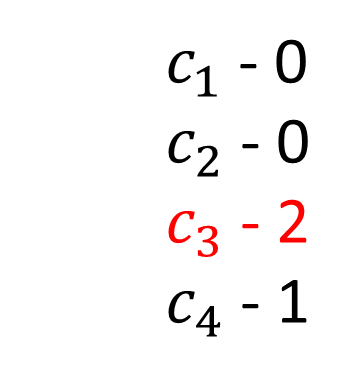 c₁ - 0
c₂ - 0
c₃ - 2
c₄ - 1